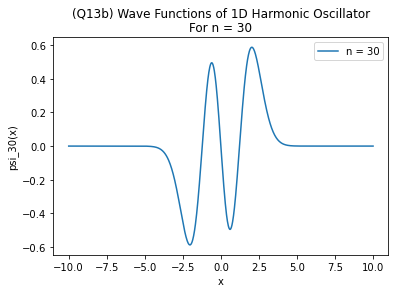 (Q13b) Wave Functions of 1D Harmonic Oscillator
For n = 30
n = 30
psi_30(x)
0.6
0.4
0.2
0.0
−0.2
−0.4
−0.6
−10.0 −7.5 −5.0 −2.5 0.0 2.5 5.0 7.5 10.0
x